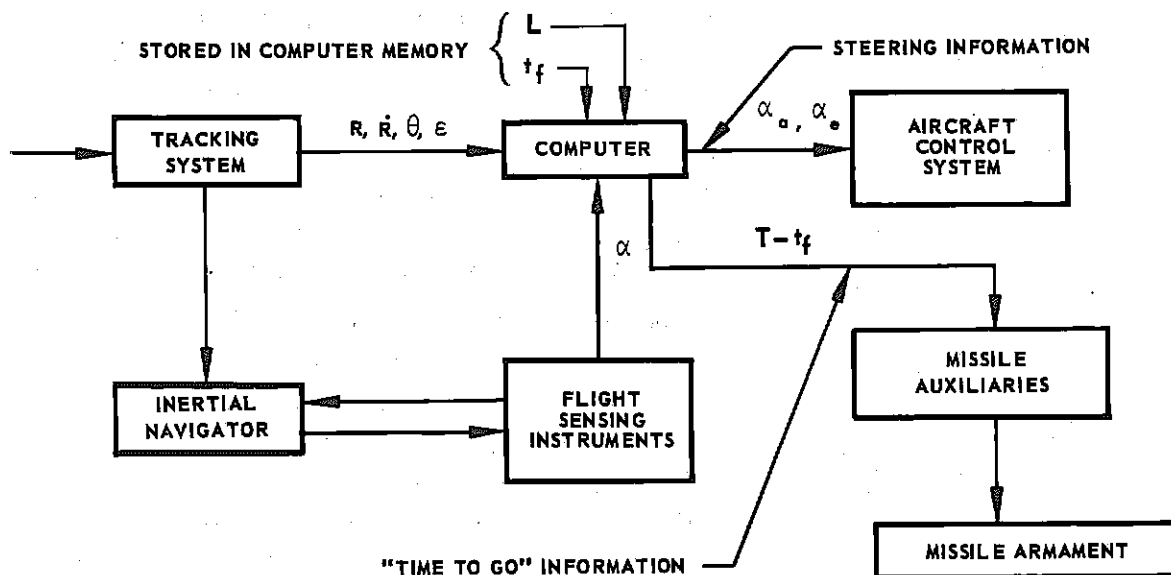 STORED IN COMPUTER MEMORY
L
t_f
STEERING INFORMATION
TRACKING
SYSTEM
R, Ṙ, θ, ε
COMPUTER
α_a, α_e
AIRCRAFT
CONTROL
SYSTEM
α
T-t_f
INERTIAL
NAVIGATOR
FLIGHT
SENSING
INSTRUMENTS
MISSILE
AUXILIARIES
"TIME TO GO" INFORMATION
MISSILE ARMAMENT